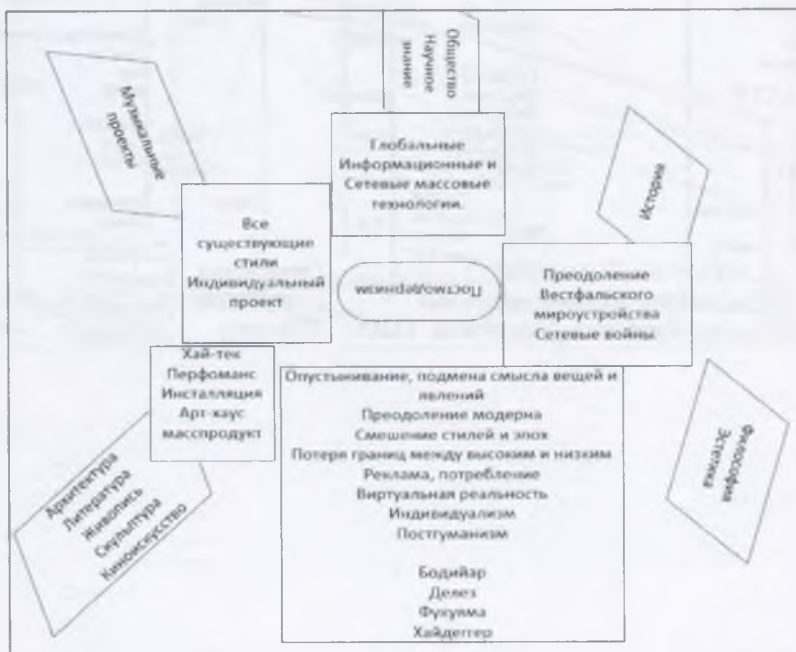 Общество
Научное
знание
Музыкальные
проекты
Глобальные
Информационные и
Сетевые массовые
технологии.
История
Все
существующие
стили
Индивидуальный
проект
Постмодернизм
Преодоление
Вестфальского
мироустройства
Сетевые войны.
Хай-тек
Перфоманс
Инсталляция
Арт-хаус
масспродукт
Опустынивание, подмена смысла вещей и
явлений
Преодоление модерна
Смешение стилей и эпох
Потеря границ между высоким и низким
Реклама, потребление
Виртуальная реальность
Индивидуализм
Постгуманизм
Бодийар
Делез
Фукуяма
Хайдеггер
Философия
Эстетика
Архитектура
Литература
Живопись
Скульптура
Киноискусство